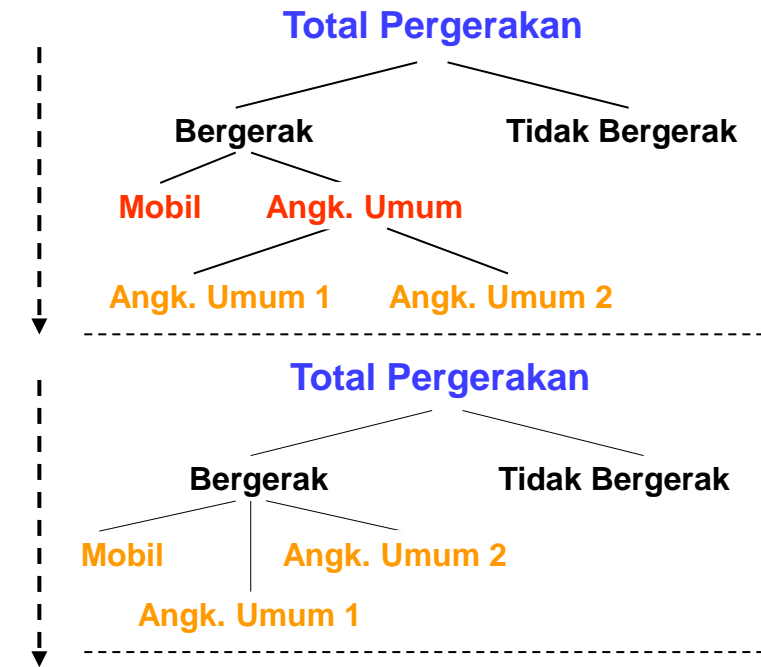 Total Pergerakan
Bergerak Tidak Bergerak
Mobil Angk. Umum
Angk. Umum 1 Angk. Umum 2
Total Pergerakan
Bergerak Tidak Bergerak
Mobil Angk. Umum 2
Angk. Umum 1